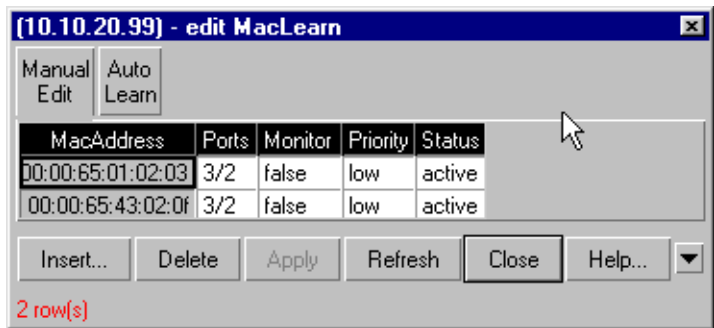 (10.10.20.99) - edit MacLearn
Manual Edit
Auto Learn
MacAddress Ports Monitor Priority Status
00:00:65:01:02:03 3/2 false low active
00:00:65:43:02:0f 3/2 false low active
Insert... Delete Apply Refresh Close Help...
2 row(s)